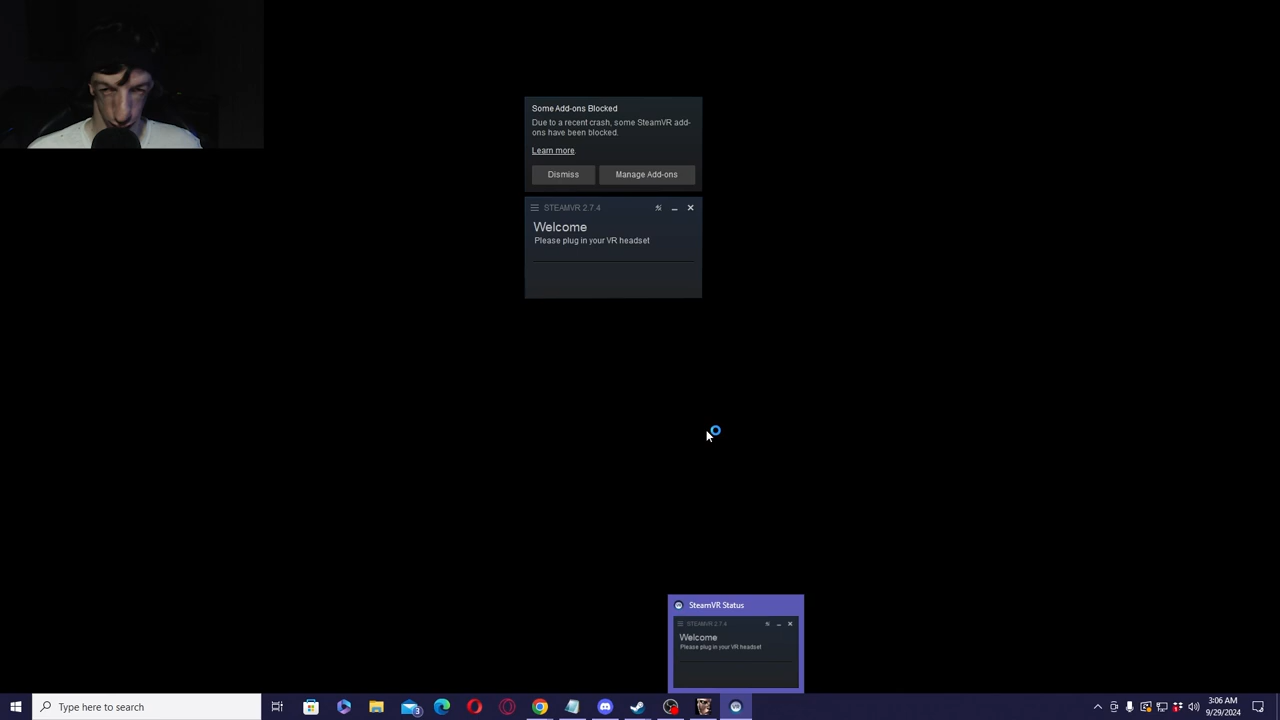 Some Add-ons Blocked
Due to a recent crash, some SteamVR add-
ons have been blocked.
Learn more.
Dismiss
Manage Add-ons
STEAMVR 2.7.4
Welcome
Please plug in your VR headset
SteamVR Status
STEAMVR 2.7.4
Welcome
Please plug in your VR headset
Type here to search
3
3:06 AM
9/29/2024